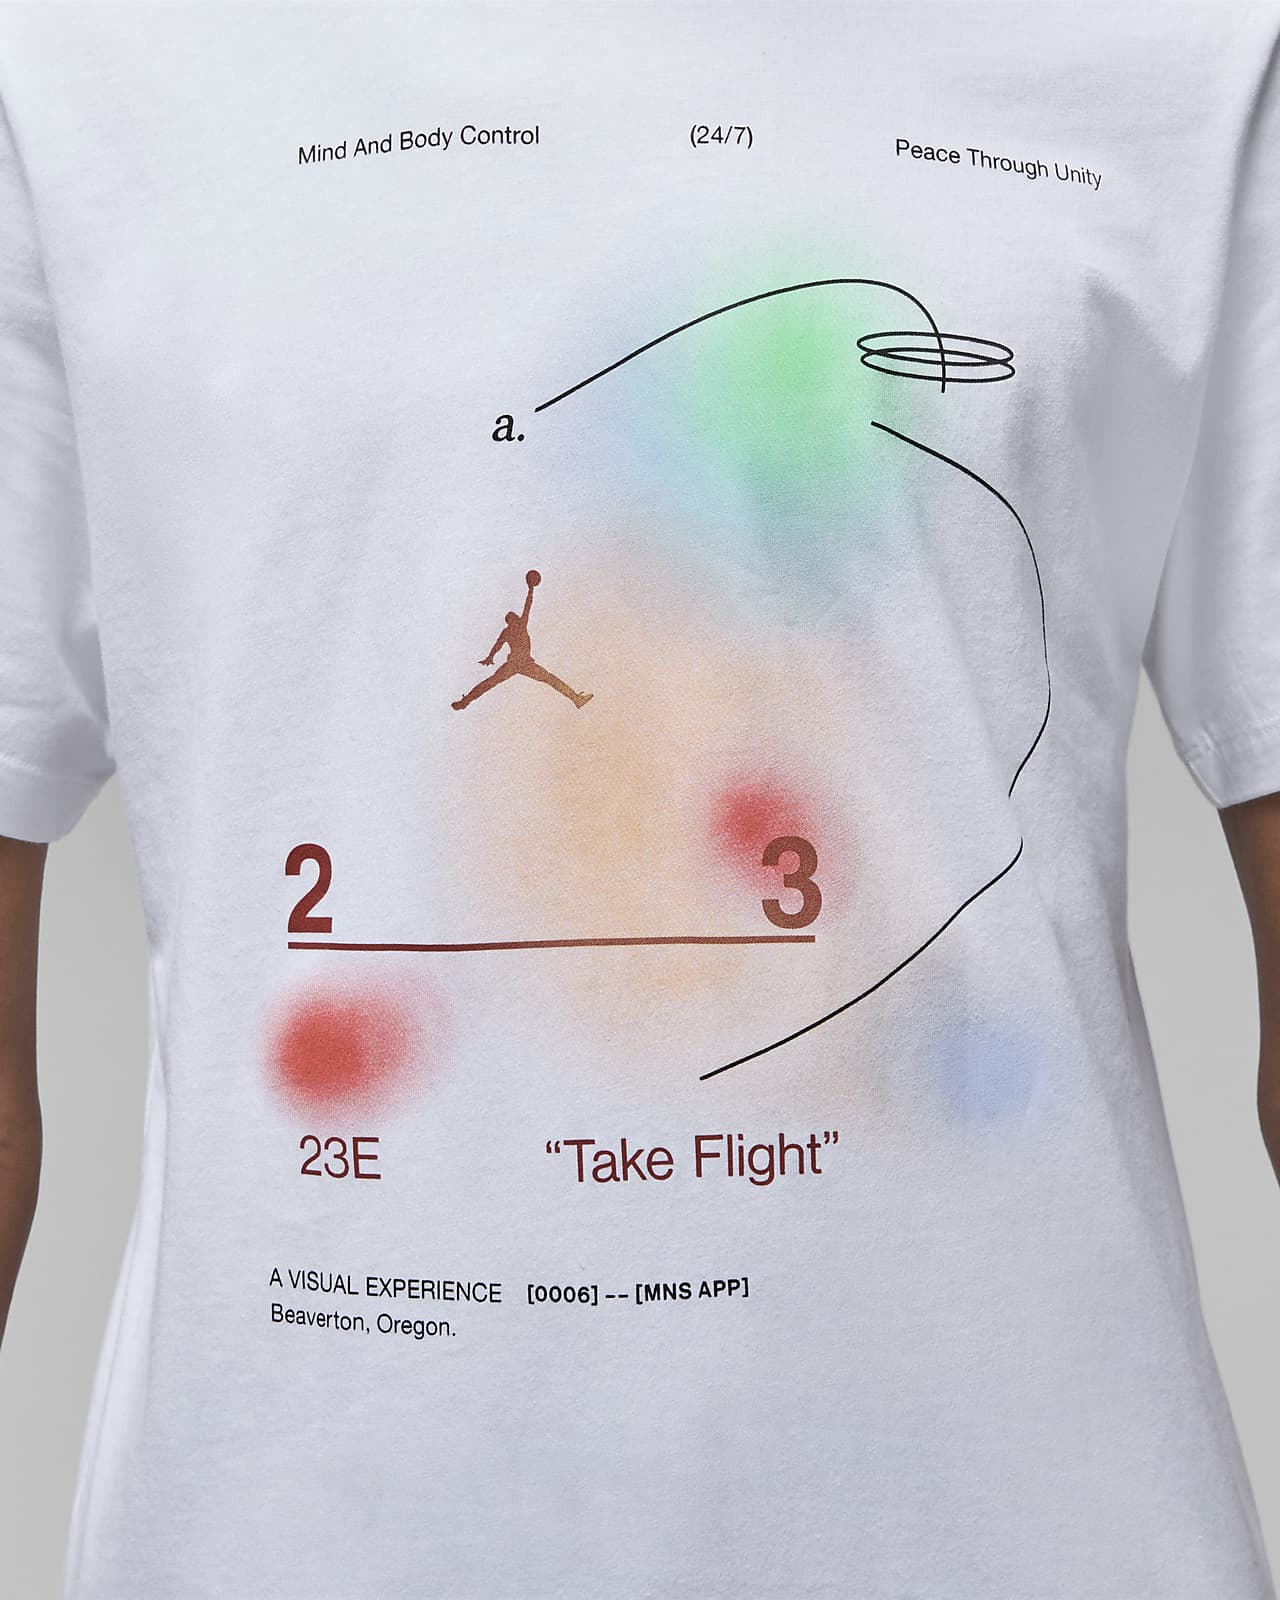 Mind And Body Control (24/7) Peace Through Unity
a.
2 3
23E “Take Flight”
A VISUAL EXPERIENCE [0006] -- [MNS APP]
Beaverton, Oregon.